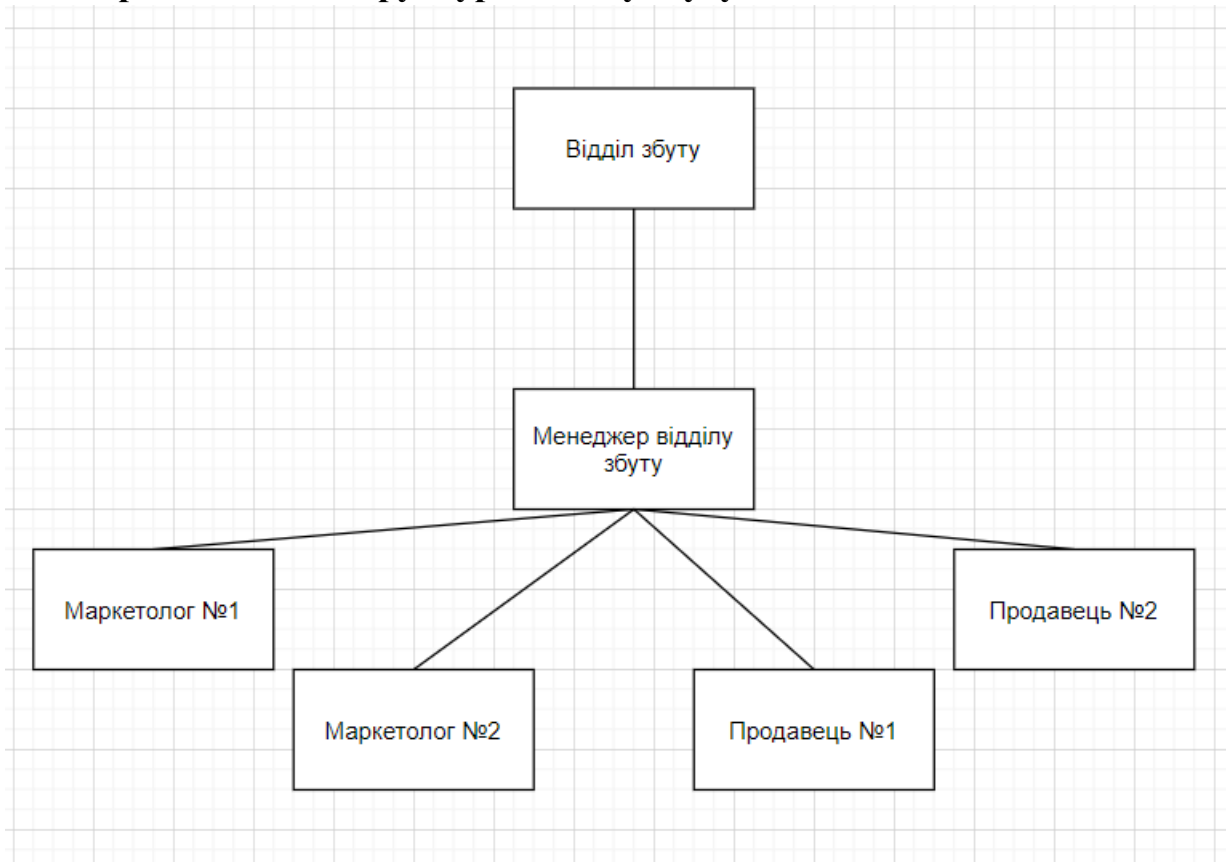 Відділ збуту
Менеджер відділу
збуту
Маркетолог №1
Продавець №2
Маркетолог №2
Продавець №1